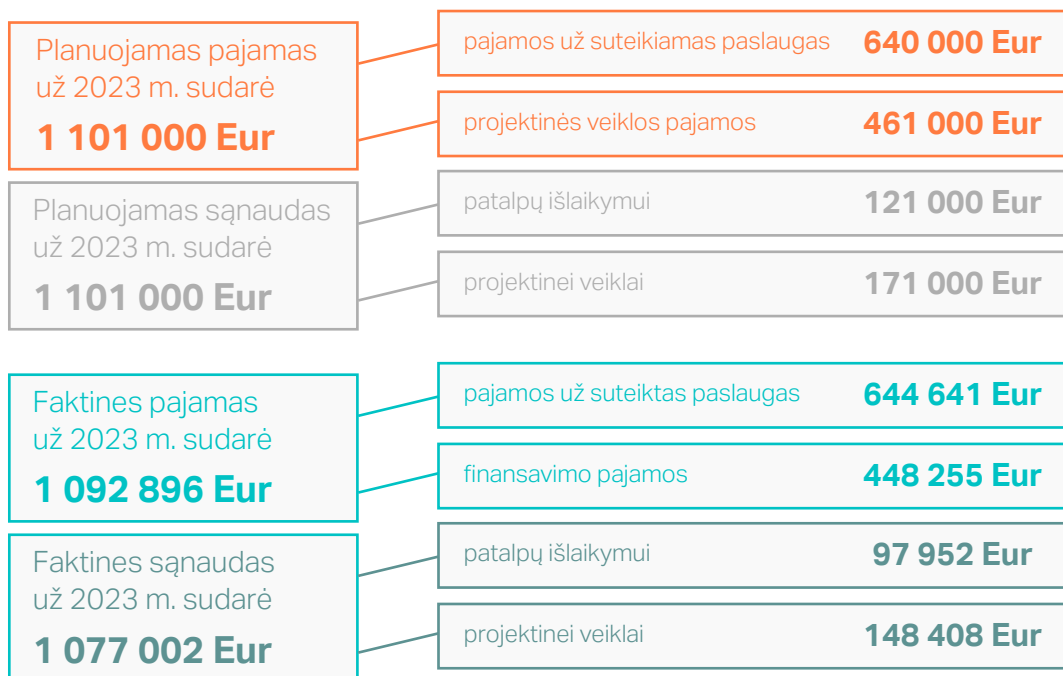 Planuojamas pajamas
už 2023 m. sudarė
1 101 000 Eur
pajamos už suteikiamas paslaugas 640 000 Eur
projektinės veiklos pajamos 461 000 Eur
Planuojamas sąnaudas
už 2023 m. sudarė
1 101 000 Eur
patalpų išlaikymui 121 000 Eur
projektinei veiklai 171 000 Eur
Faktines pajamas
už 2023 m. sudarė
1 092 896 Eur
pajamos už suteiktas paslaugas 644 641 Eur
finansavimo pajamos 448 255 Eur
Faktines sąnaudas
už 2023 m. sudarė
1 077 002 Eur
patalpų išlaikymui 97 952 Eur
projektinei veiklai 148 408 Eur